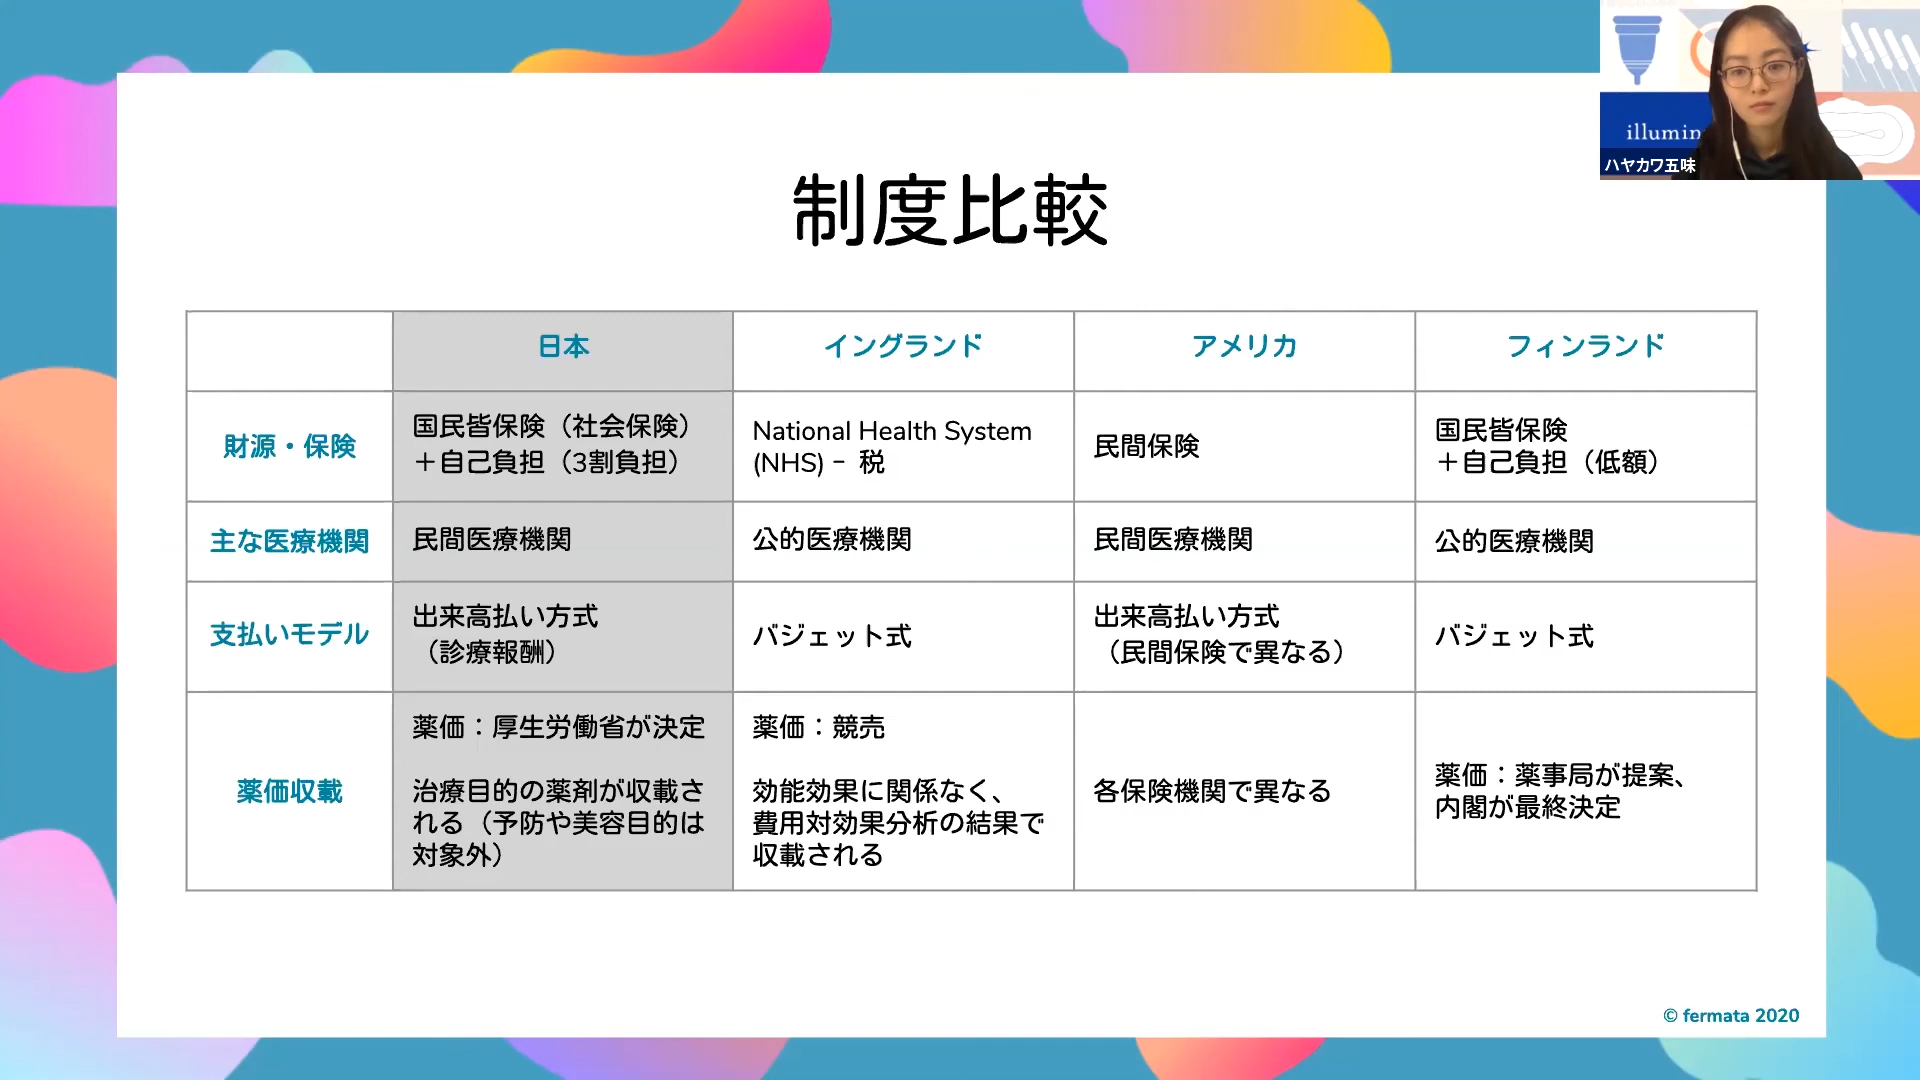 illumin
ハヤカワ五味
制度比較
日本
イングランド
アメリカ
フィンランド
財源・保険
国民皆保険（社会保険）
＋自己負担（3割負担）
National Health System
(NHS) − 税
民間保険
国民皆保険
＋自己負担（低額）
主な医療機関
民間医療機関
公的医療機関
民間医療機関
公的医療機関
支払いモデル
出来高払い方式
（診療報酬）
バジェット式
出来高払い方式
（民間保険で異なる）
バジェット式
薬価収載
薬価：厚生労働省が決定
治療目的の薬剤が収載さ
れる（予防や美容目的は
対象外）
薬価：競売
効能効果に関係なく、
費用対効果分析の結果で
収載される
各保険機関で異なる
薬価：薬事局が提案、
内閣が最終決定
© fermata 2020